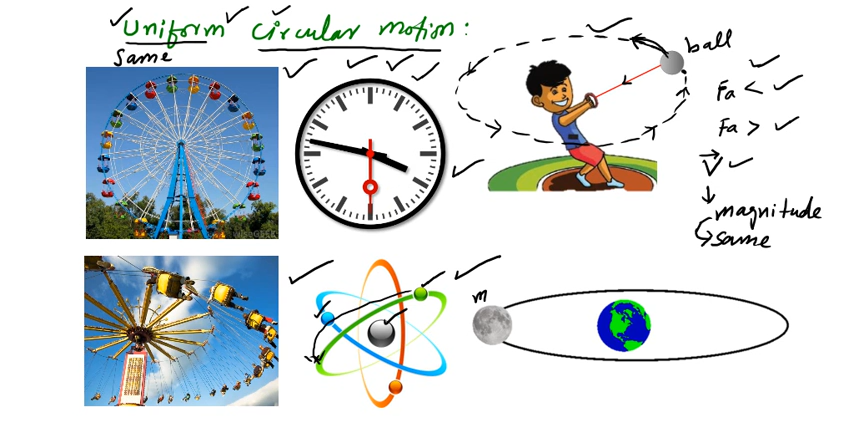 Uniform Circular motion:
Same
ball
Fa <
Fa >
V
magnitude
same
m